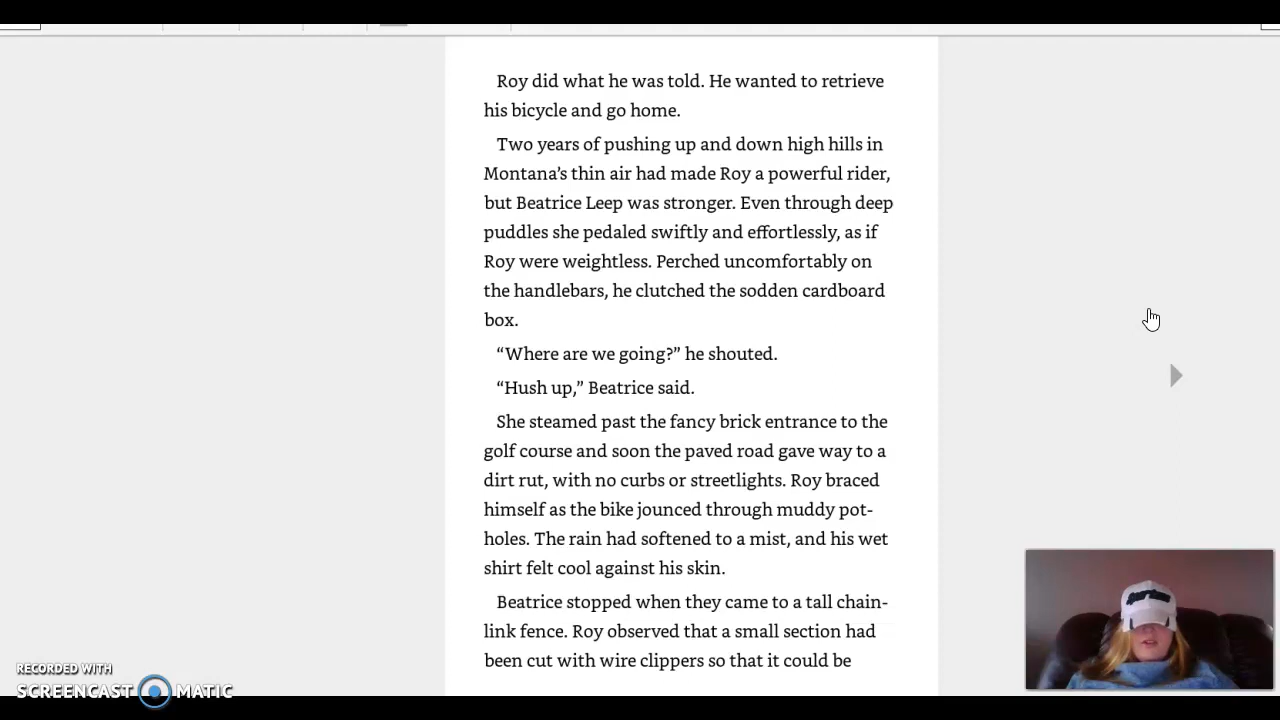 Roy did what he was told. He wanted to retrieve
his bicycle and go home.
Two years of pushing up and down high hills in
Montana’s thin air had made Roy a powerful rider,
but Beatrice Leep was stronger. Even through deep
puddles she pedaled swiftly and effortlessly, as if
Roy were weightless. Perched uncomfortably on
the handlebars, he clutched the sodden cardboard
box.
“Where are we going?” he shouted.
“Hush up,” Beatrice said.
She steamed past the fancy brick entrance to the
golf course and soon the paved road gave way to a
dirt rut, with no curbs or streetlights. Roy braced
himself as the bike jounced through muddy pot-
holes. The rain had softened to a mist, and his wet
shirt felt cool against his skin.
Beatrice stopped when they came to a tall chain-
link fence. Roy observed that a small section had
been cut with wire clippers so that it could be
RECORDED WITH
SCREENCAST MATIC